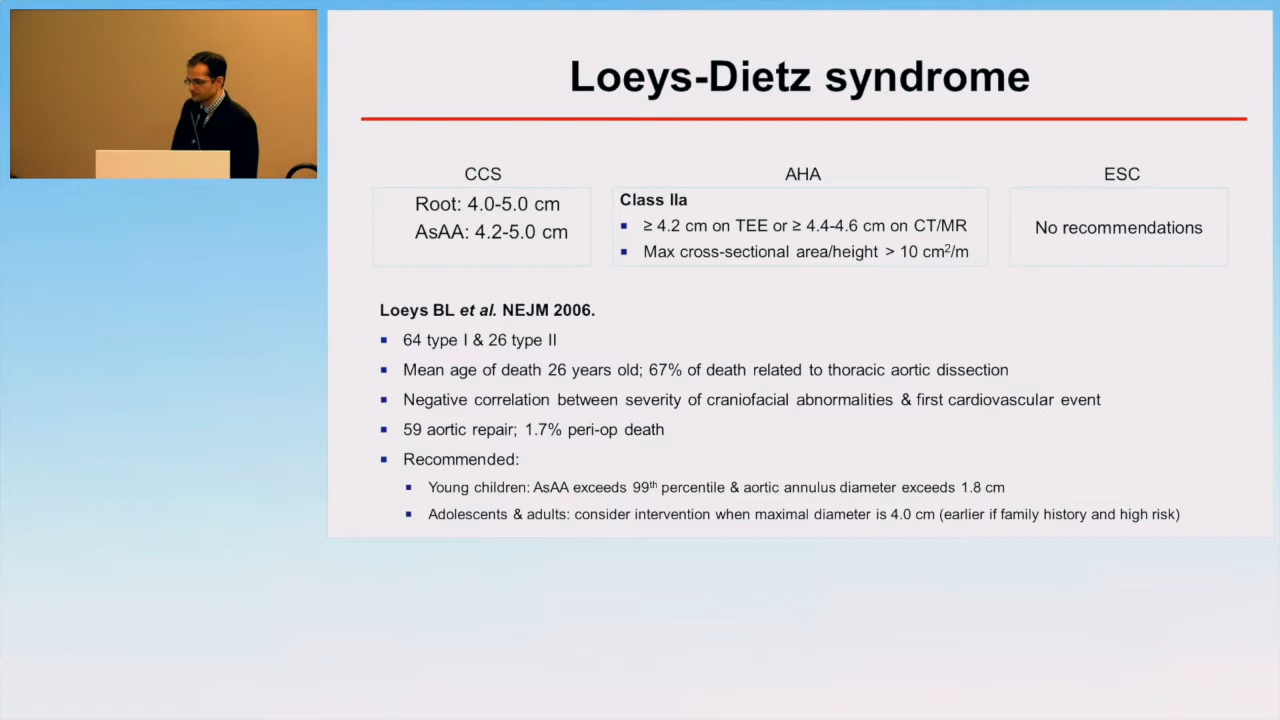 Loeys-Dietz syndrome
CCS
Root: 4.0-5.0 cm
AsAA: 4.2-5.0 cm
AHA
Class IIa
▪ ≥ 4.2 cm on TEE or ≥ 4.4-4.6 cm on CT/MR
▪ Max cross-sectional area/height > 10 cm²/m
ESC
No recommendations
Loeys BL et al. NEJM 2006.
▪ 64 type I & 26 type II
▪ Mean age of death 26 years old; 67% of death related to thoracic aortic dissection
▪ Negative correlation between severity of craniofacial abnormalities & first cardiovascular event
▪ 59 aortic repair; 1.7% peri-op death
▪ Recommended:
▪ Young children: AsAA exceeds 99th percentile & aortic annulus diameter exceeds 1.8 cm
▪ Adolescents & adults: consider intervention when maximal diameter is 4.0 cm (earlier if family history and high risk)